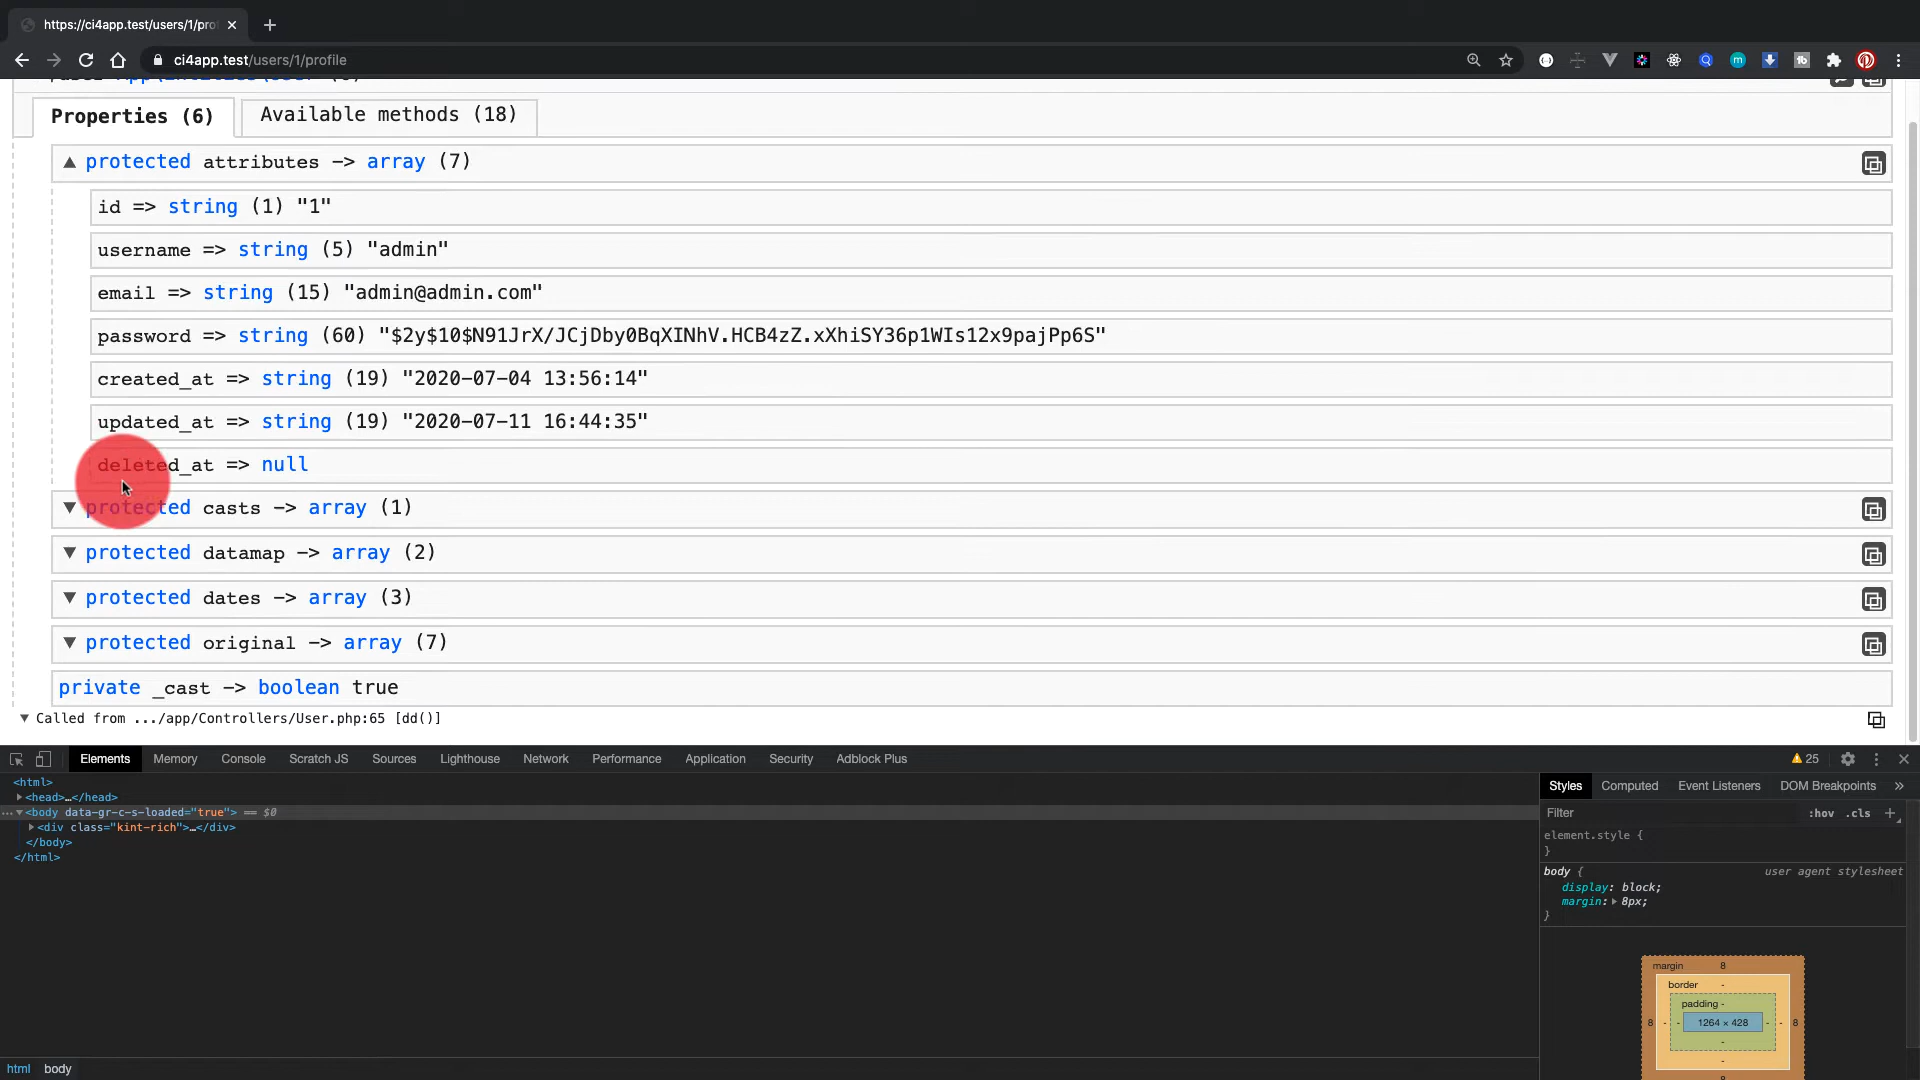 https://ci4app.test/users/1/pro
ci4app.test/users/1/profile
Properties (6)
Available methods (18)
protected attributes -> array (7)
id => string (1) "1"
username => string (5) "admin"
email => string (15) "admin@admin.com"
password => string (60) "$2y$10$N91JrX/JCjDby0BqXINhV.HCB4zZ.xXhiSY36p1WIs12x9pajPp6S"
created_at => string (19) "2020-07-04 13:56:14"
updated_at => string (19) "2020-07-11 16:44:35"
deleted_at => null
protected casts -> array (1)
protected datamap -> array (2)
protected dates -> array (3)
protected original -> array (7)
private _cast -> boolean true
Called from .../app/Controllers/User.php:65 [dd()]
Elements Memory Console Scratch JS Sources Lighthouse Network Performance Application Security Adblock Plus 25
<html>
<head>…</head>
<body data-gr-c-s-loaded="true"> == $0
<div class="kint-rich">…</div>
</body>
</html>
Styles Computed Event Listeners DOM Breakpoints »
Filter :hov .cls +
element.style {
}
body { user agent stylesheet
display: block;
margin: 8px;
}
margin 8
border -
padding -
8 - - 1264 × 428 - - 8
-
-
8
html body